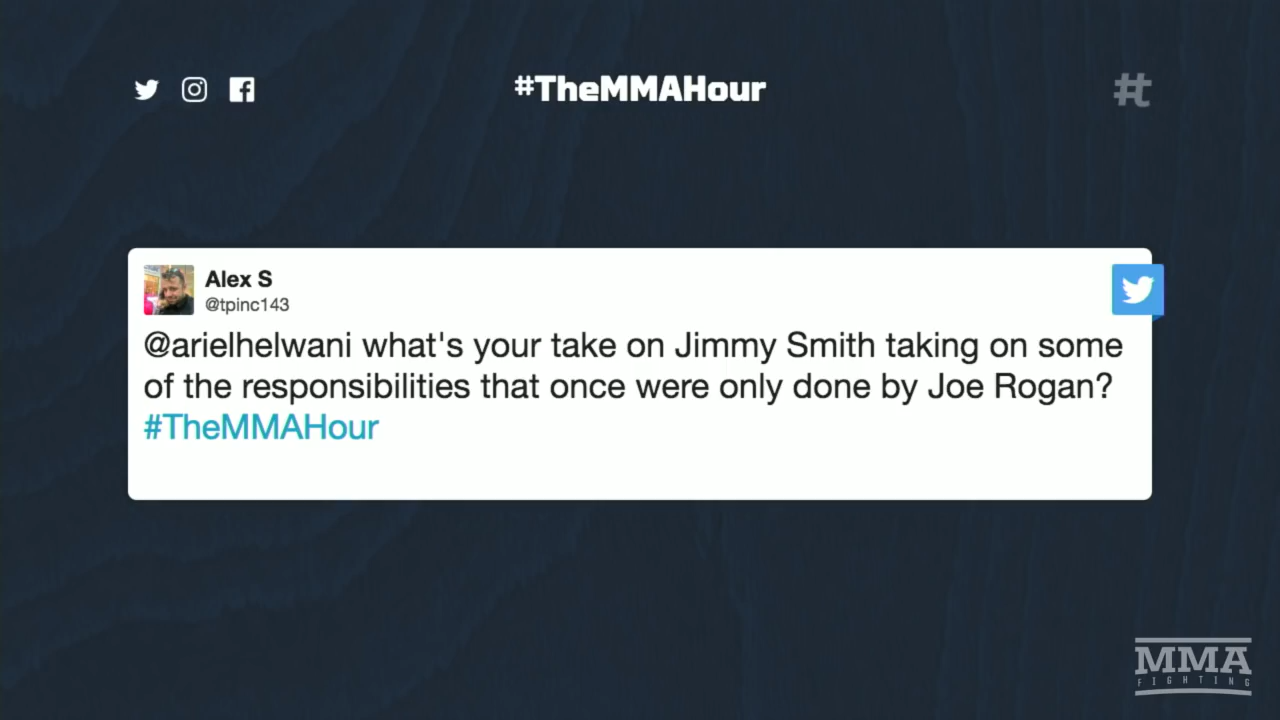 #TheMMAHour
#t
Alex S
@tpinc143
@arielhelwani what's your take on Jimmy Smith taking on some
of the responsibilities that once were only done by Joe Rogan?
#TheMMAHour
MMA
FIGHTING